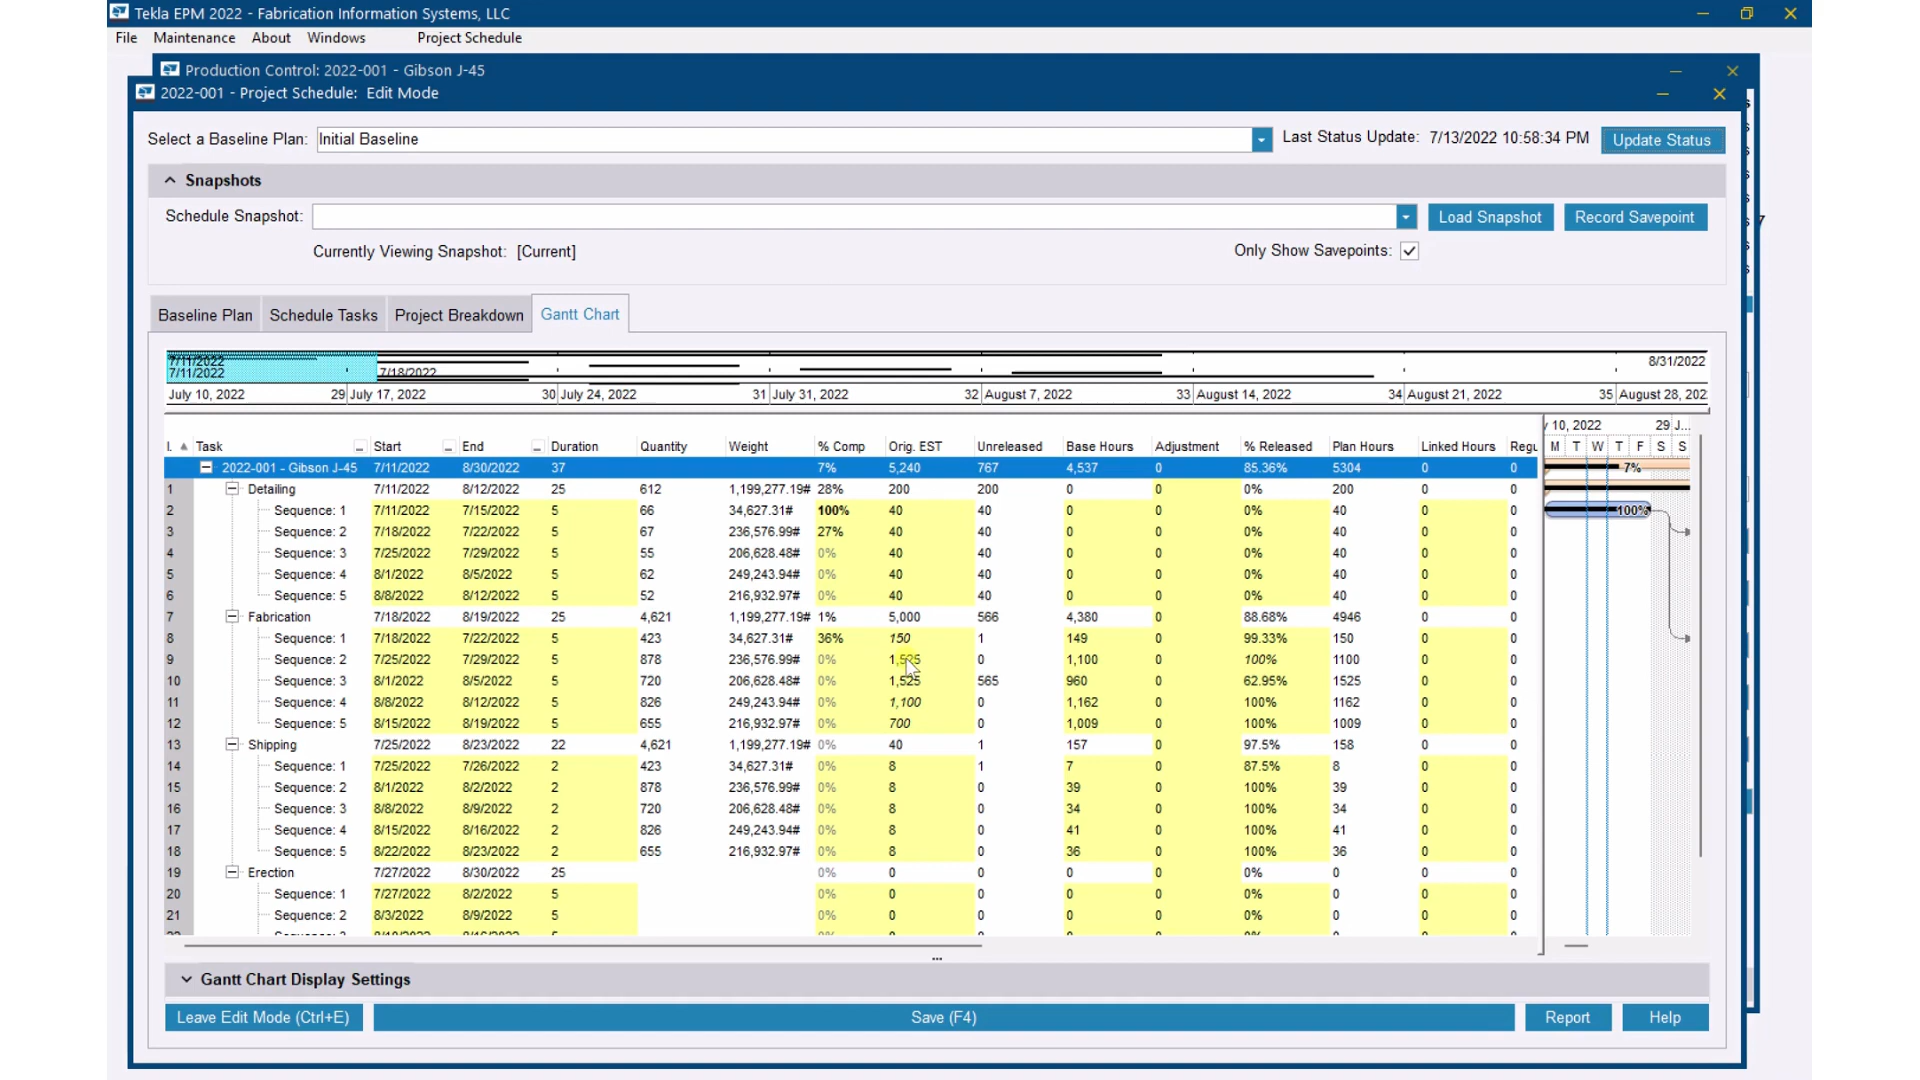 Tekla EPM 2022 - Fabrication Information Systems, LLC
File Maintenance About Windows Project Schedule
Production Control: 2022-001 - Gibson J-45
2022-001 - Project Schedule: Edit Mode
Select a Baseline Plan: Initial Baseline Last Status Update: 7/13/2022 10:58:34 PM Update Status
Snapshots
Schedule Snapshot: Load Snapshot Record Savepoint
Currently Viewing Snapshot: [Current] Only Show Savepoints:
Baseline Plan Schedule Tasks Project Breakdown Gantt Chart
7/11/2022 8/31/2022
7/11/2022 7/18/2022
July 10, 2022 29 July 17, 2022 30 July 24, 2022 31 July 31, 2022 32 August 7, 2022 33 August 14, 2022 34 August 21, 2022 35 August 28, 202
/ 10, 2022 29 J...
I. Task Start End Duration Quantity Weight % Comp Orig. EST Unreleased Base Hours Adjustment % Released Plan Hours Linked Hours Regu M T W T F S S
2022-001 - Gibson J-45 7/11/2022 8/30/2022 37 7% 5,240 767 4,537 0 85.36% 5304 0 0 7%
1 Detailing 7/11/2022 8/12/2022 25 612 1,199,277.19# 28% 200 200 0 0 0% 200 0 0
2 Sequence: 1 7/11/2022 7/15/2022 5 66 34,627.31# 100% 40 40 0 0 0% 40 0 0 100%
3 Sequence: 2 7/18/2022 7/22/2022 5 67 236,576.99# 27% 40 40 0 0 0% 40 0 0
4 Sequence: 3 7/25/2022 7/29/2022 5 55 206,628.48# 0% 40 40 0 0 0% 40 0 0
5 Sequence: 4 8/1/2022 8/5/2022 5 62 249,243.94# 0% 40 40 0 0 0% 40 0 0
6 Sequence: 5 8/8/2022 8/12/2022 5 52 216,932.97# 0% 40 40 0 0 0% 40 0 0
7 Fabrication 7/18/2022 8/19/2022 25 4,621 1,199,277.19# 1% 5,000 566 4,380 0 88.68% 4946 0 0
8 Sequence: 1 7/18/2022 7/22/2022 5 423 34,627.31# 36% 150 1 149 0 99.33% 150 0 0
9 Sequence: 2 7/25/2022 7/29/2022 5 878 236,576.99# 0% 1,525 0 1,100 0 100% 1100 0 0
10 Sequence: 3 8/1/2022 8/5/2022 5 720 206,628.48# 0% 1,525 565 960 0 62.95% 1525 0 0
11 Sequence: 4 8/8/2022 8/12/2022 5 826 249,243.94# 0% 1,100 0 1,162 0 100% 1162 0 0
12 Sequence: 5 8/15/2022 8/19/2022 5 655 216,932.97# 0% 700 0 1,009 0 100% 1009 0 0
13 Shipping 7/25/2022 8/23/2022 22 4,621 1,199,277.19# 0% 40 1 157 0 97.5% 158 0 0
14 Sequence: 1 7/25/2022 7/26/2022 2 423 34,627.31# 0% 8 1 7 0 87.5% 8 0 0
15 Sequence: 2 8/1/2022 8/2/2022 2 878 236,576.99# 0% 8 0 39 0 100% 39 0 0
16 Sequence: 3 8/8/2022 8/9/2022 2 720 206,628.48# 0% 8 0 34 0 100% 34 0 0
17 Sequence: 4 8/15/2022 8/16/2022 2 826 249,243.94# 0% 8 0 41 0 100% 41 0 0
18 Sequence: 5 8/22/2022 8/23/2022 2 655 216,932.97# 0% 8 0 36 0 100% 36 0 0
19 Erection 7/27/2022 8/30/2022 25 0% 0 0 0 0 0% 0 0 0
20 Sequence: 1 7/27/2022 8/2/2022 5 0% 0 0 0 0 0% 0 0 0
21 Sequence: 2 8/3/2022 8/9/2022 5 0% 0 0 0 0 0% 0 0 0
Gantt Chart Display Settings
Leave Edit Mode (Ctrl+E) Save (F4) Report Help